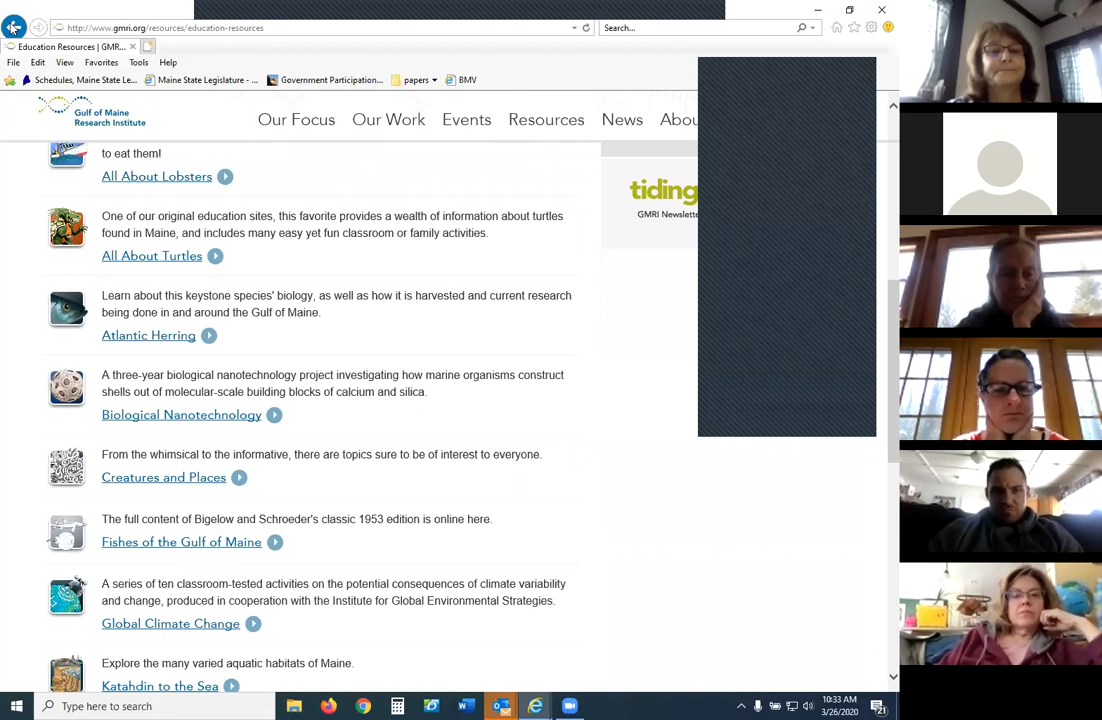 http://www.gmri.org/resources/education-resources
Search...
Education Resources | GMR...
File Edit View Favorites Tools Help
Schedules, Maine State Le... Maine State Legislature - ... Government Participation... papers BMV
Gulf of Maine
Research Institute
Our Focus Our Work Events Resources News Abou
to eat them!
All About Lobsters
tiding
GMRI Newslette
One of our original education sites, this favorite provides a wealth of information about turtles
found in Maine, and includes many easy yet fun classroom or family activities.
All About Turtles
Learn about this keystone species' biology, as well as how it is harvested and current research
being done in and around the Gulf of Maine.
Atlantic Herring
A three-year biological nanotechnology project investigating how marine organisms construct
shells out of molecular-scale building blocks of calcium and silica.
Biological Nanotechnology
From the whimsical to the informative, there are topics sure to be of interest to everyone.
Creatures and Places
The full content of Bigelow and Schroeder's classic 1953 edition is online here.
Fishes of the Gulf of Maine
A series of ten classroom-tested activities on the potential consequences of climate variability
and change, produced in cooperation with the Institute for Global Environmental Strategies.
Global Climate Change
Explore the many varied aquatic habitats of Maine.
Katahdin to the Sea
Type here to search
10:33 AM
3/26/2020
21